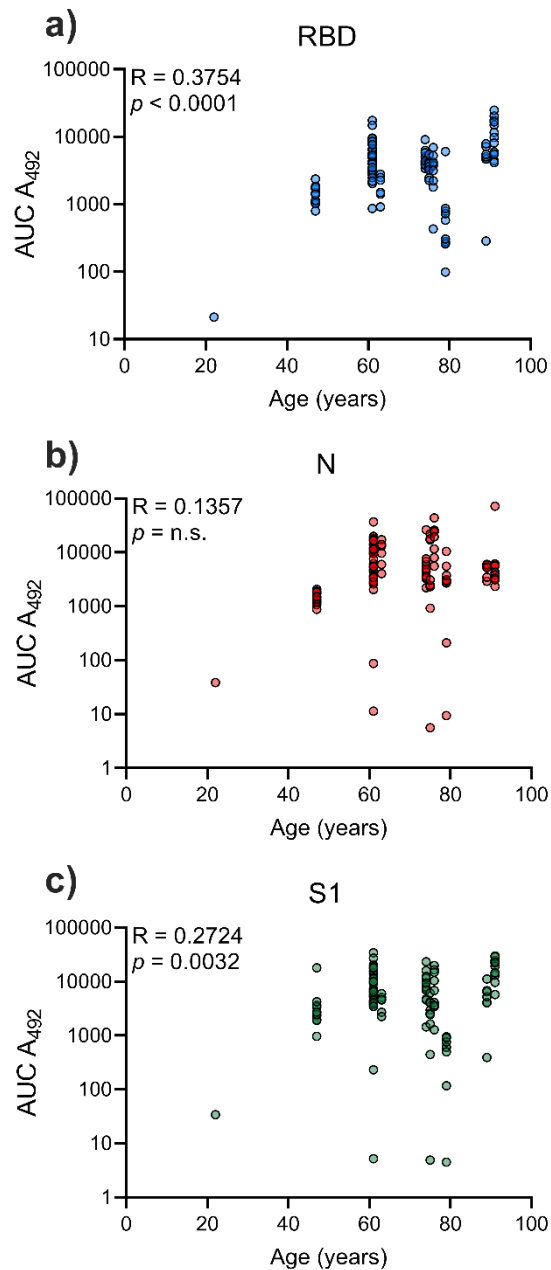 a)
RBD
R = 0.3754
p < 0.0001
100000
10000
1000
100
10
AUC A492
0 20 40 60 80 100
Age (years)
b)
N
R = 0.1357
p = n.s.
100000
10000
1000
100
10
1
AUC A492
0 20 40 60 80 100
Age (years)
c)
S1
R = 0.2724
p = 0.0032
100000
10000
1000
100
10
1
AUC A492
0 20 40 60 80 100
Age (years)